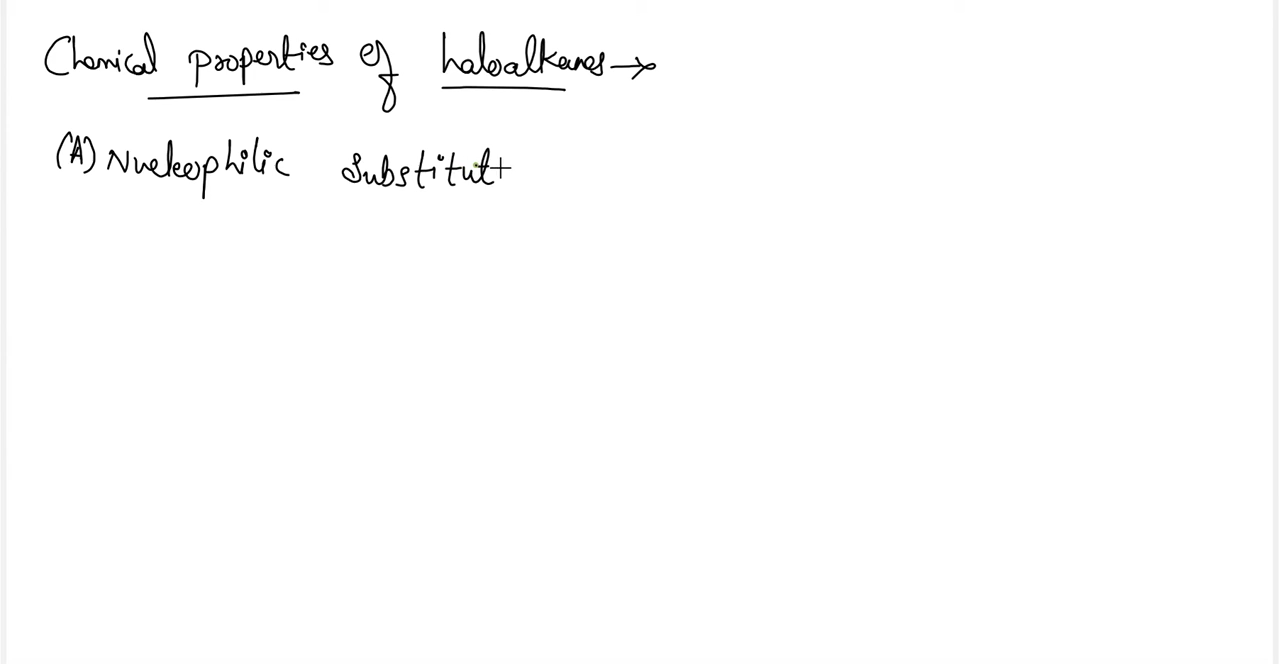 Chemical properties of haloalkanes →
(A) Nucleophilic Substitut